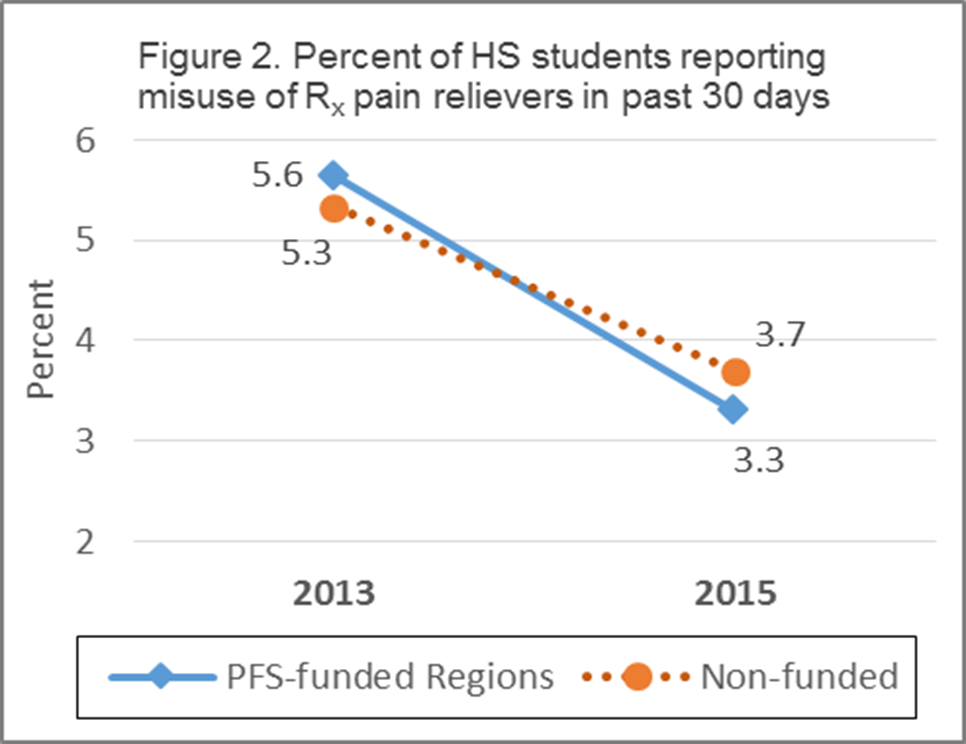 Figure 2. Percent of HS students reporting
misuse of Rx pain relievers in past 30 days
6
5.6
5
5.3
Percent
4
3.7
3
3.3
2
2013 2015
PFS-funded Regions Non-funded